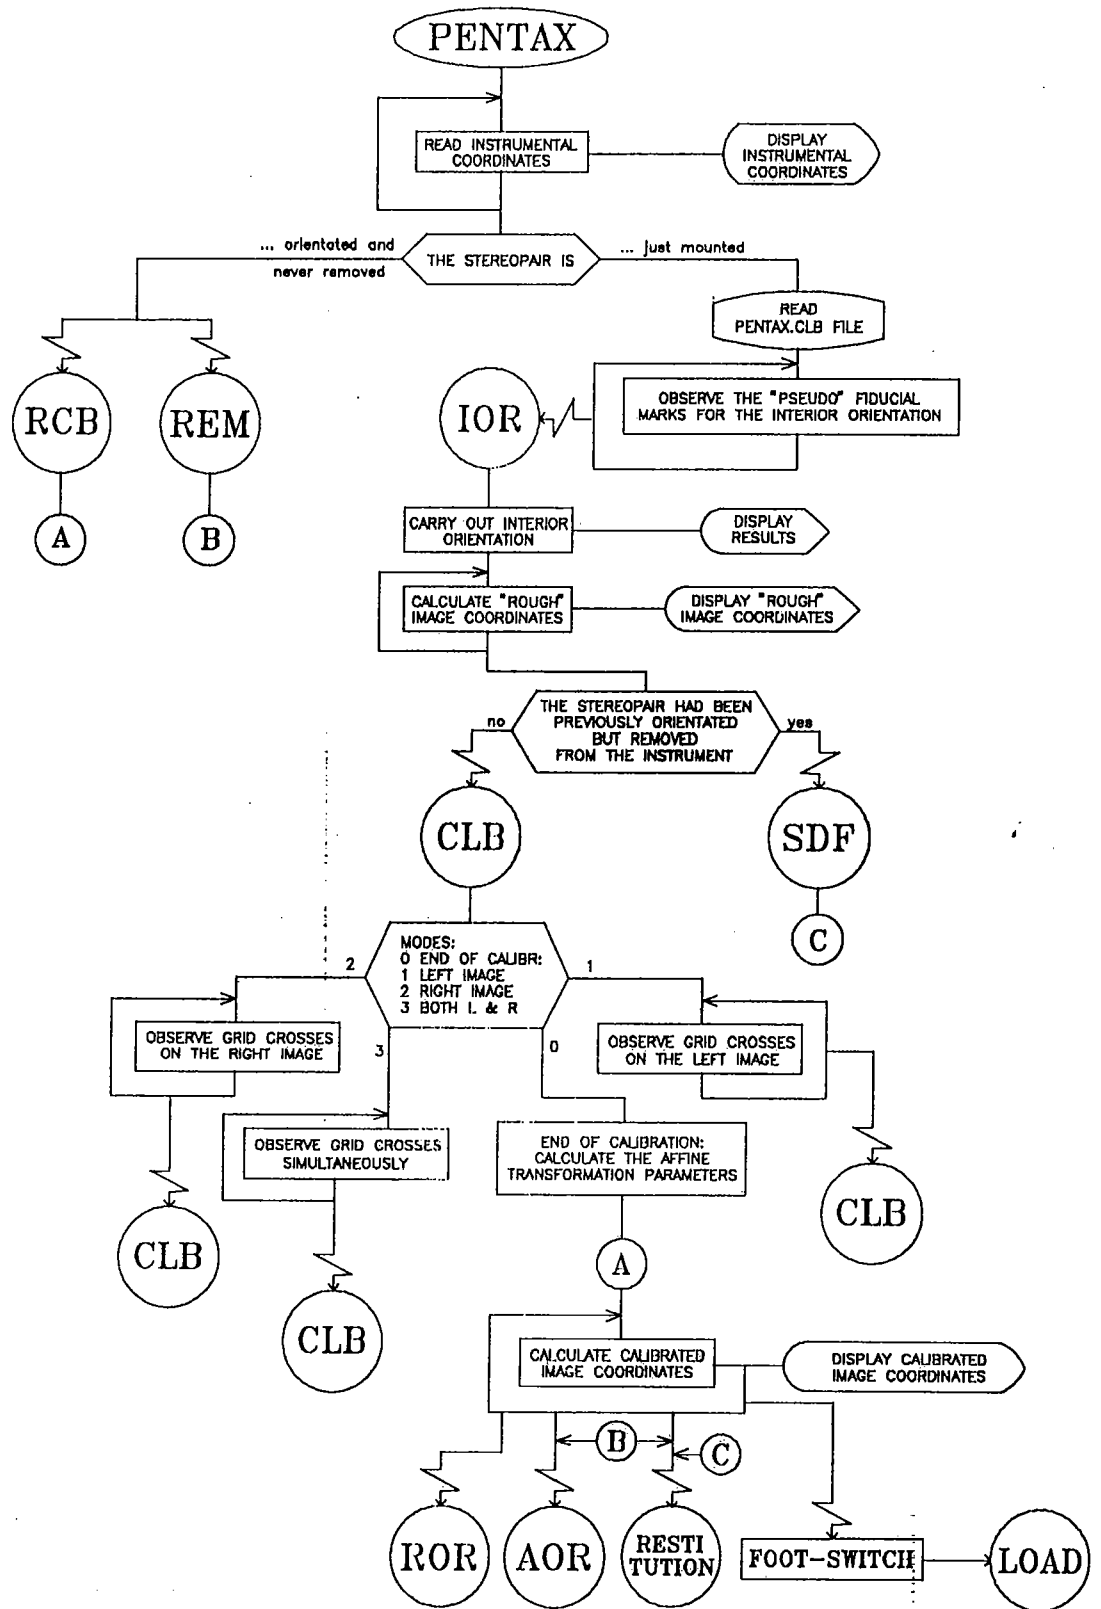 PENTAX
READ INSTRUMENTAL
COORDINATES
DISPLAY
INSTRUMENTAL
COORDINATES
... orientated and
never removed
THE STEREOPAIR IS
... just mounted
READ
PENTAX.CLB FILE
OBSERVE THE "PSEUDO" FIDUCIAL
MARKS FOR THE INTERIOR ORIENTATION
RCB
REM
IOR
A
B
CARRY OUT INTERIOR
ORIENTATION
DISPLAY
RESULTS
CALCULATE "ROUGH"
IMAGE COORDINATES
DISPLAY "ROUGH"
IMAGE COORDINATES
no
THE STEREOPAIR HAD BEEN
PREVIOUSLY ORIENTATED
BUT REMOVED
FROM THE INSTRUMENT
yes
CLB
SDF
C
MODES:
0 END OF CALIBR:
1 LEFT IMAGE
2 RIGHT IMAGE
3 BOTH L & R
2
1
3
0
OBSERVE GRID CROSSES
ON THE RIGHT IMAGE
OBSERVE GRID CROSSES
ON THE LEFT IMAGE
OBSERVE GRID CROSSES
SIMULTANEOUSLY
END OF CALIBRATION:
CALCULATE THE AFFINE
TRANSFORMATION PARAMETERS
CLB
CLB
CLB
A
CALCULATE CALIBRATED
IMAGE COORDINATES
DISPLAY CALIBRATED
IMAGE COORDINATES
B
C
ROR
AOR
RESTI
TUTION
FOOT-SWITCH
LOAD